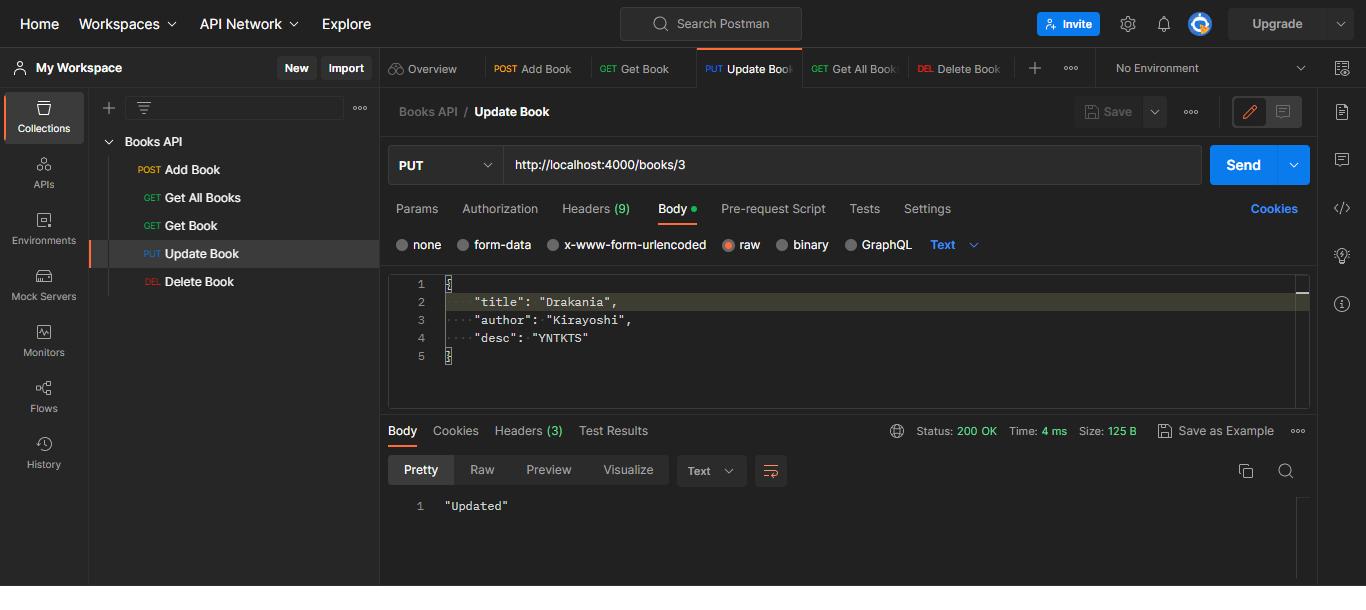 Home Workspaces API Network Explore Search Postman Invite Upgrade
My Workspace New Import Overview POST Add Book GET Get Book PUT Update Book GET Get All Books DEL Delete Book No Environment
Collections
APIs
Environments
Mock Servers
Monitors
Flows
History
Books API
POST Add Book
GET Get All Books
GET Get Book
PUT Update Book
DEL Delete Book
Books API / Update Book Save
PUT http://localhost:4000/books/3 Send
Params Authorization Headers (9) Body Pre-request Script Tests Settings Cookies
none form-data x-www-form-urlencoded raw binary GraphQL Text
1 {
2 "title": "Drakania",
3 "author": "Kirayoshi",
4 "desc": "YNTKTS"
5 }
Body Cookies Headers (3) Test Results Status: 200 OK Time: 4 ms Size: 125 B Save as Example
Pretty Raw Preview Visualize Text
1 "Updated"